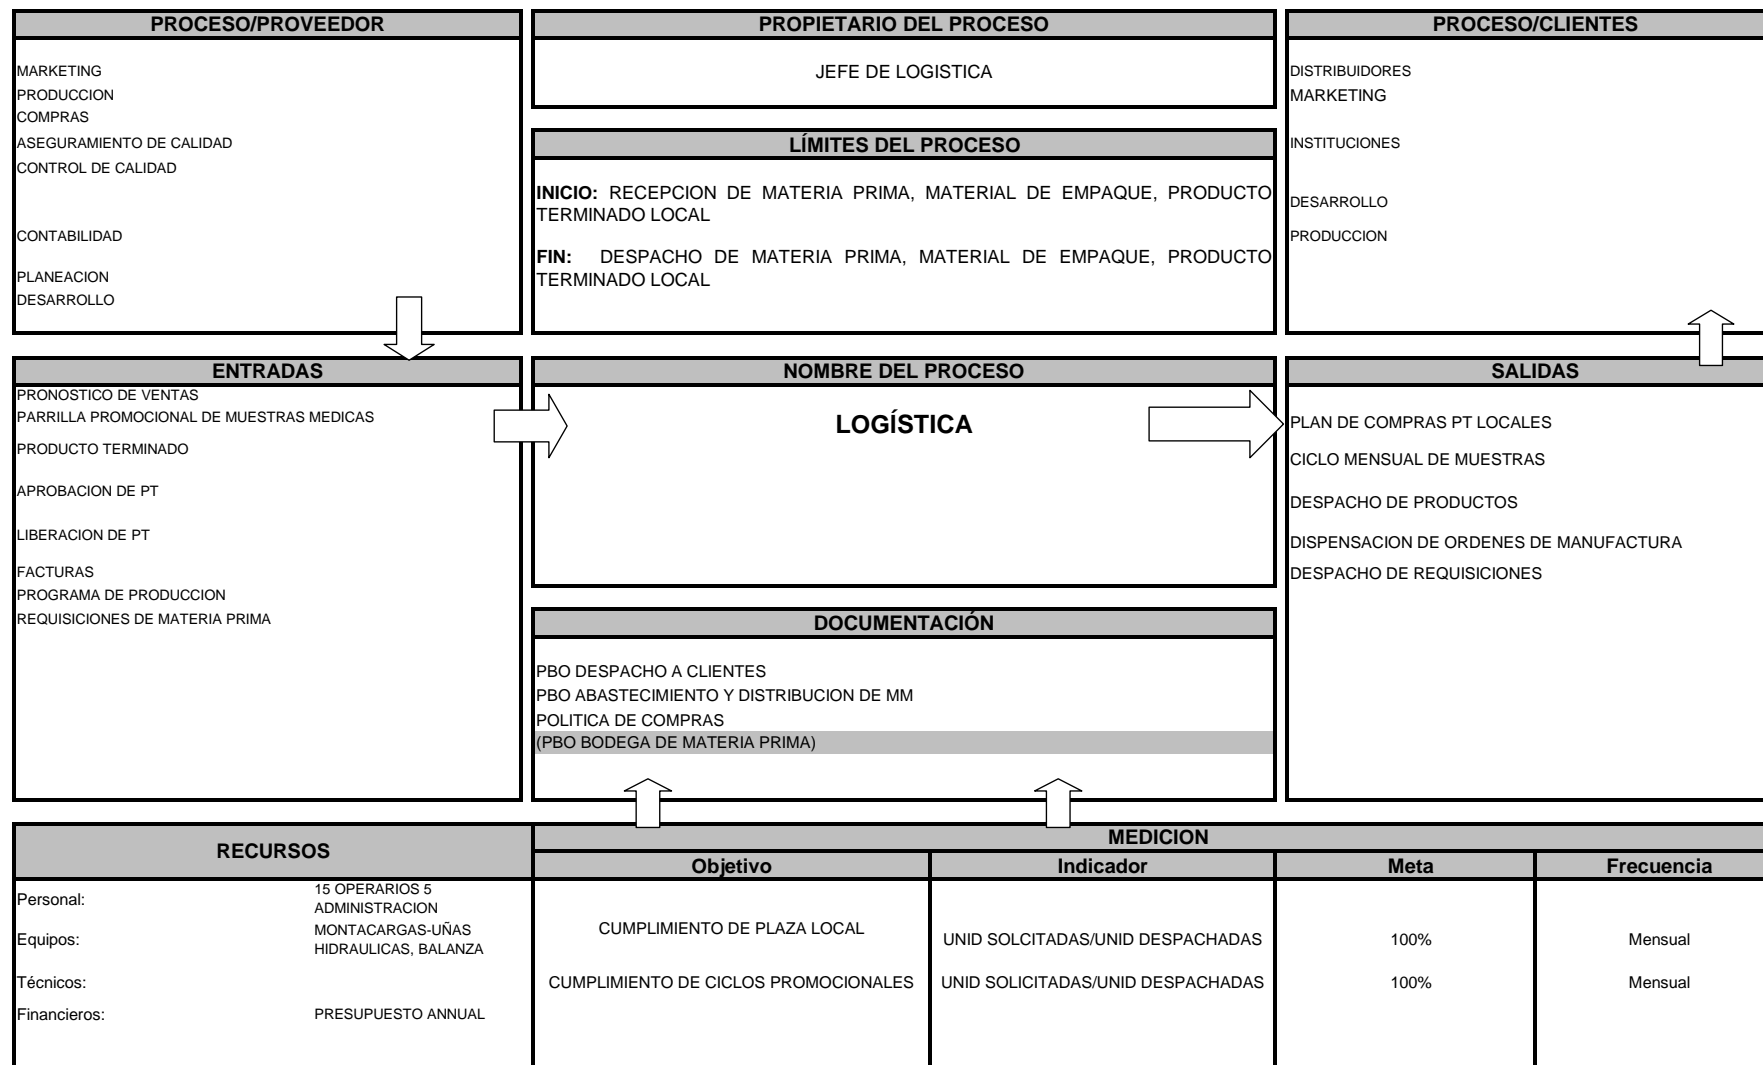 PROCESO/PROVEEDOR
MARKETING
PRODUCCION
COMPRAS
ASEGURAMIENTO DE CALIDAD
CONTROL DE CALIDAD
CONTABILIDAD
PLANEACION
DESARROLLO
PROPIETARIO DEL PROCESO
JEFE DE LOGISTICA
LÍMITES DEL PROCESO
INICIO: RECEPCION DE MATERIA PRIMA, MATERIAL DE EMPAQUE, PRODUCTO
TERMINADO LOCAL
FIN: DESPACHO DE MATERIA PRIMA, MATERIAL DE EMPAQUE, PRODUCTO
TERMINADO LOCAL
PROCESO/CLIENTES
DISTRIBUIDORES
MARKETING
INSTITUCIONES
DESARROLLO
PRODUCCION
ENTRADAS
PRONOSTICO DE VENTAS
PARRILLA PROMOCIONAL DE MUESTRAS MEDICAS
PRODUCTO TERMINADO
APROBACION DE PT
LIBERACION DE PT
FACTURAS
PROGRAMA DE PRODUCCION
REQUISICIONES DE MATERIA PRIMA
NOMBRE DEL PROCESO
LOGÍSTICA
DOCUMENTACIÓN
PBO DESPACHO A CLIENTES
PBO ABASTECIMIENTO Y DISTRIBUCION DE MM
POLITICA DE COMPRAS
(PBO BODEGA DE MATERIA PRIMA)
SALIDAS
PLAN DE COMPRAS PT LOCALES
CICLO MENSUAL DE MUESTRAS
DESPACHO DE PRODUCTOS
DISPENSACION DE ORDENES DE MANUFACTURA
DESPACHO DE REQUISICIONES
RECURSOS
Personal:
15 OPERARIOS 5
ADMINISTRACION
Equipos:
MONTACARGAS-UÑAS
HIDRAULICAS, BALANZA
Técnicos:
Financieros:
PRESUPUESTO ANNUAL
MEDICION
Objetivo
Indicador
Meta
Frecuencia
CUMPLIMIENTO DE PLAZA LOCAL
UNID SOLCITADAS/UNID DESPACHADAS
100%
Mensual
CUMPLIMIENTO DE CICLOS PROMOCIONALES
UNID SOLICITADAS/UNID DESPACHADAS
100%
Mensual